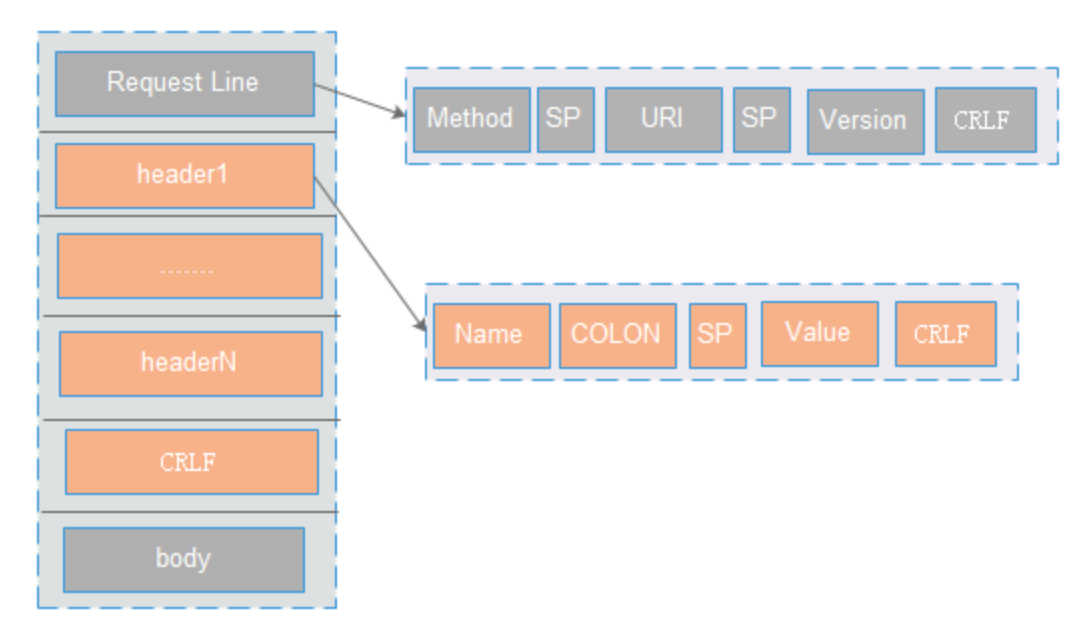 Request Line
Method SP URI SP Version CRLF
header1
.......
Name COLON SP Value CRLF
headerN
CRLF
body